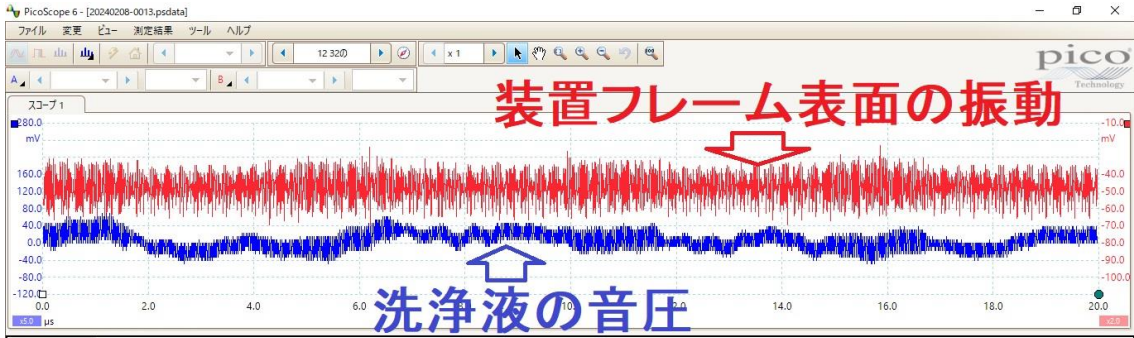 PicoScope 6 - [20240208-0013.psdata]
ファイル 変更 ビュー 測定結果 ツール ヘルプ
12 320 x 1
pico
Technology
A B
スコープ 1
装置フレーム表面の振動
280.0 -10.0
mV mV
160.0 -40.0
120.0 -50.0
80.0 -60.0
40.0 -70.0
0.0 -80.0
-40.0 -90.0
-80.0 -100.0
-120.0
0.0 2.0 4.0 6.0 10.0 14.0 16.0 18.0 20.0
x5.0 µs x2.0
洗浄液の音圧